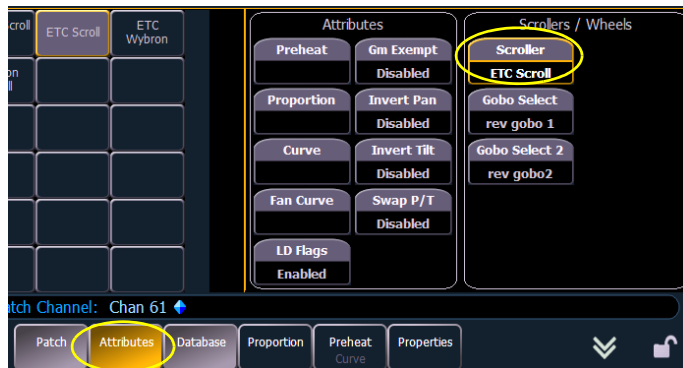 croll
ETC Scroll
ETC
Wybron
on
ll
Attributes
Preheat
Gm Exempt
Disabled
Proportion
Invert Pan
Disabled
Curve
Invert Tilt
Disabled
Fan Curve
Swap P/T
Disabled
LD Flags
Enabled
Scrollers / Wheels
Scroller
ETC Scroll
Gobo Select
rev gobo 1
Gobo Select 2
rev gobo2
atch Channel: Chan 61
Patch
Attributes
Database
Proportion
Preheat
Curve
Properties